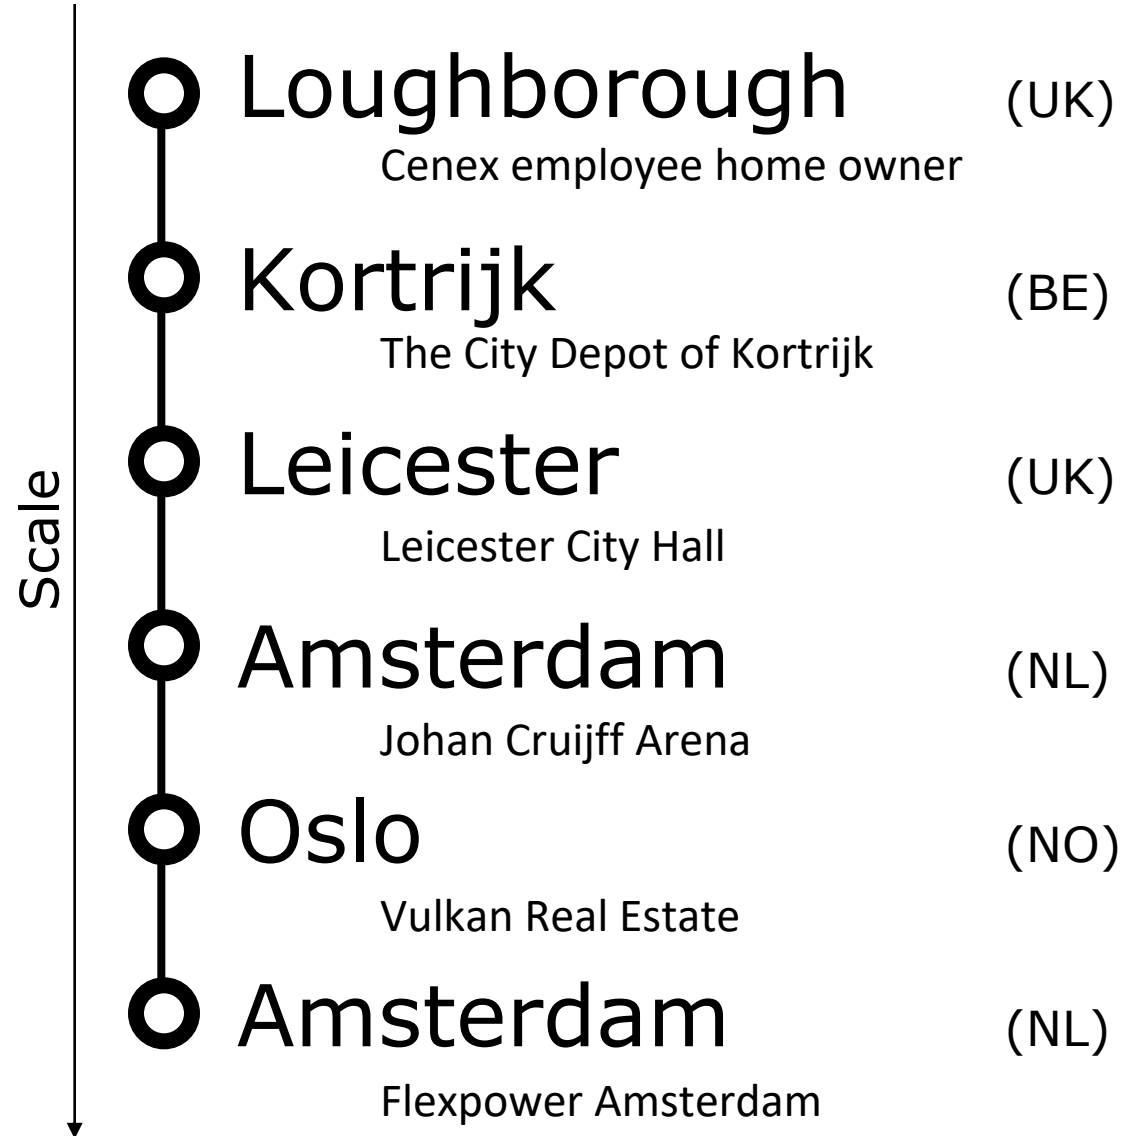 Loughborough (UK)
Cenex employee home owner
Kortrijk (BE)
The City Depot of Kortrijk
Leicester (UK)
Leicester City Hall
Scale
Amsterdam (NL)
Johan Cruijff Arena
Oslo (NO)
Vulkan Real Estate
Amsterdam (NL)
Flexpower Amsterdam